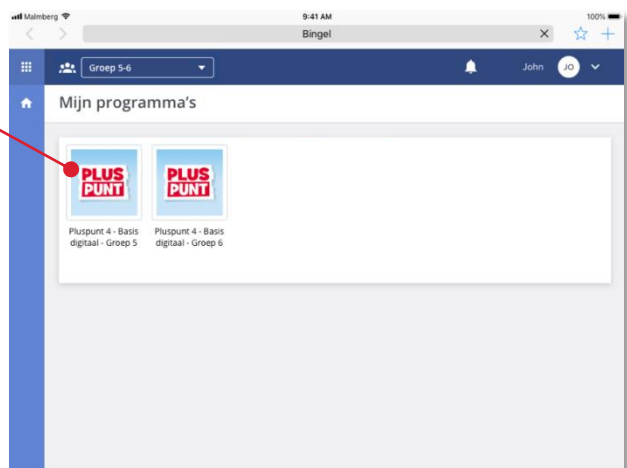 Malmberg
9:41 AM
100%
Bingel
Groep 5-6
John
JO
Mijn programma's
PLUS
PUNT
PLUS
PUNT
Pluspunt 4 - Basis
digitaal - Groep 5
Pluspunt 4 - Basis
digitaal - Groep 6